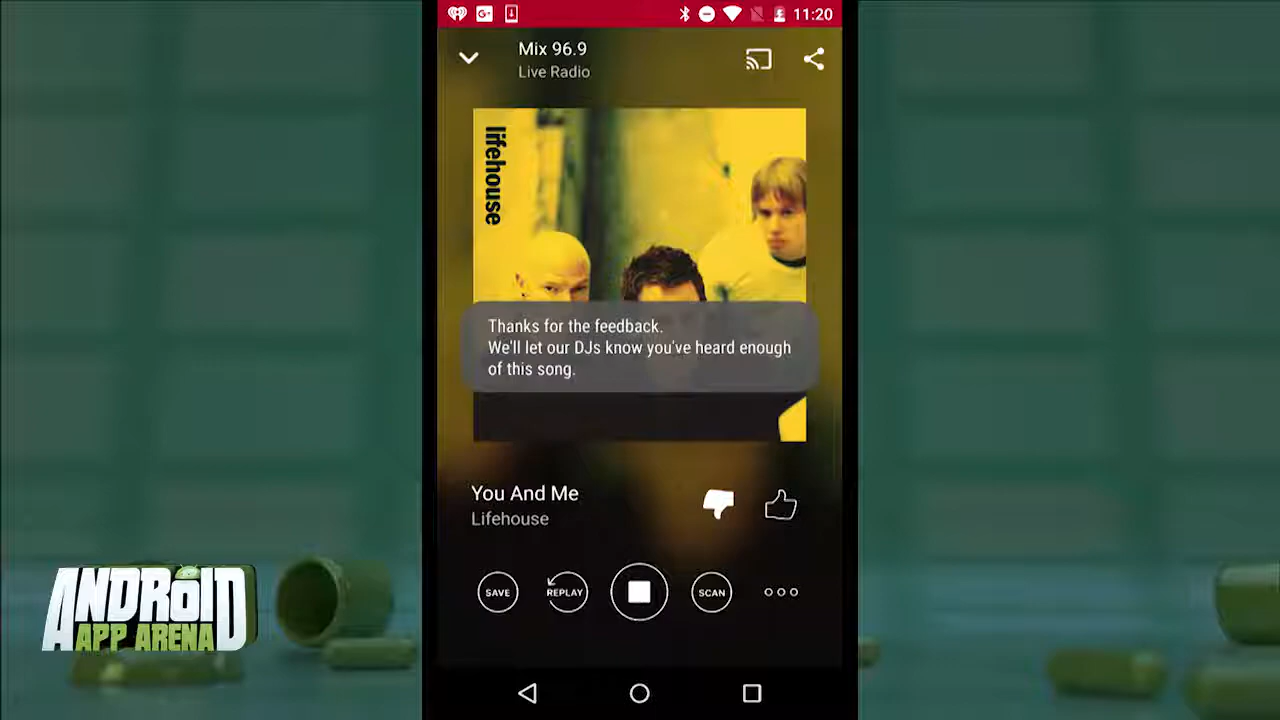 11:20
Mix 96.9
Live Radio
lifehouse
Thanks for the feedback.
We'll let our DJs know you've heard enough
of this song.
You And Me
Lifehouse
SAVE
REPLAY
SCAN
ANDROID
APP ARENA